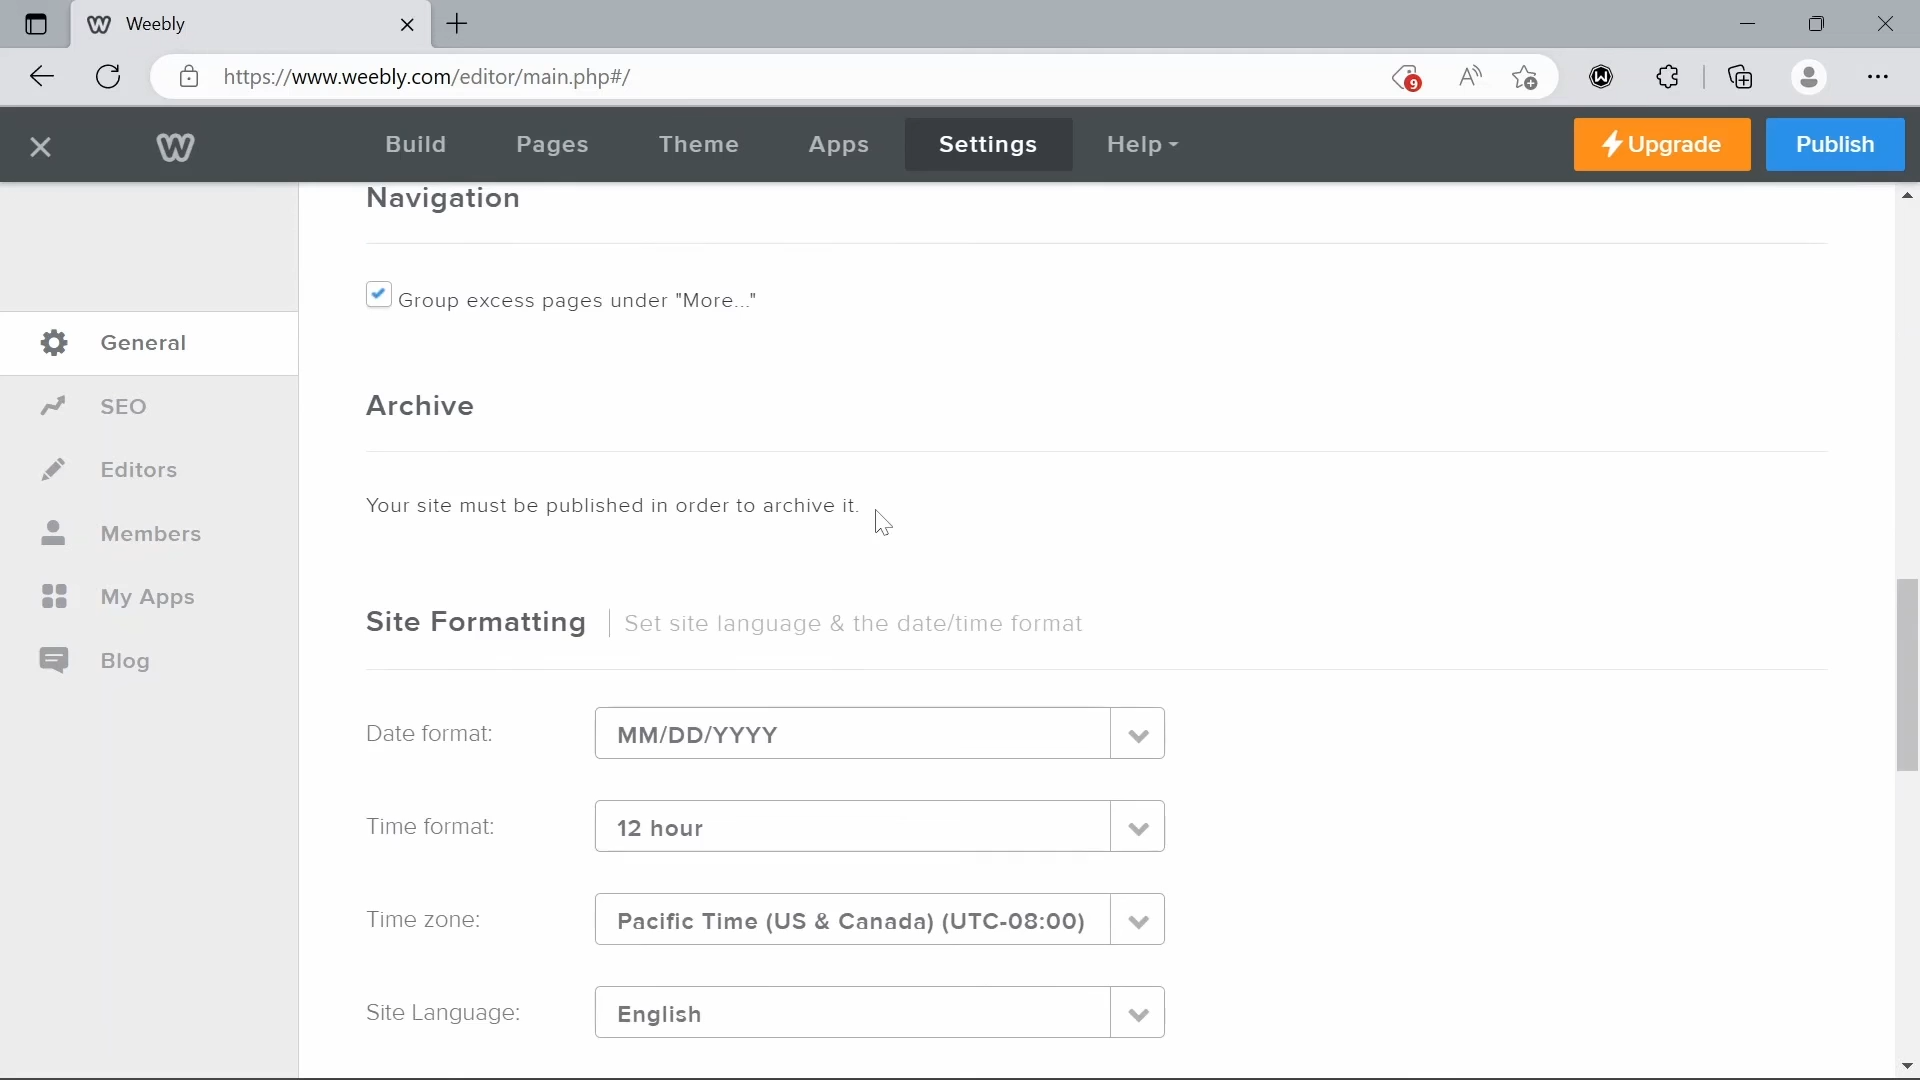 Weebly
https://www.weebly.com/editor/main.php#/
9
Build
Pages
Theme
Apps
Settings
Help
Upgrade
Publish
General
SEO
Editors
Members
My Apps
Blog
Navigation
Group excess pages under "More..."
Archive
Your site must be published in order to archive it.
Site Formatting
Set site language & the date/time format
Date format:
MM/DD/YYYY
Time format:
12 hour
Time zone:
Pacific Time (US & Canada) (UTC-08:00)
Site Language:
English